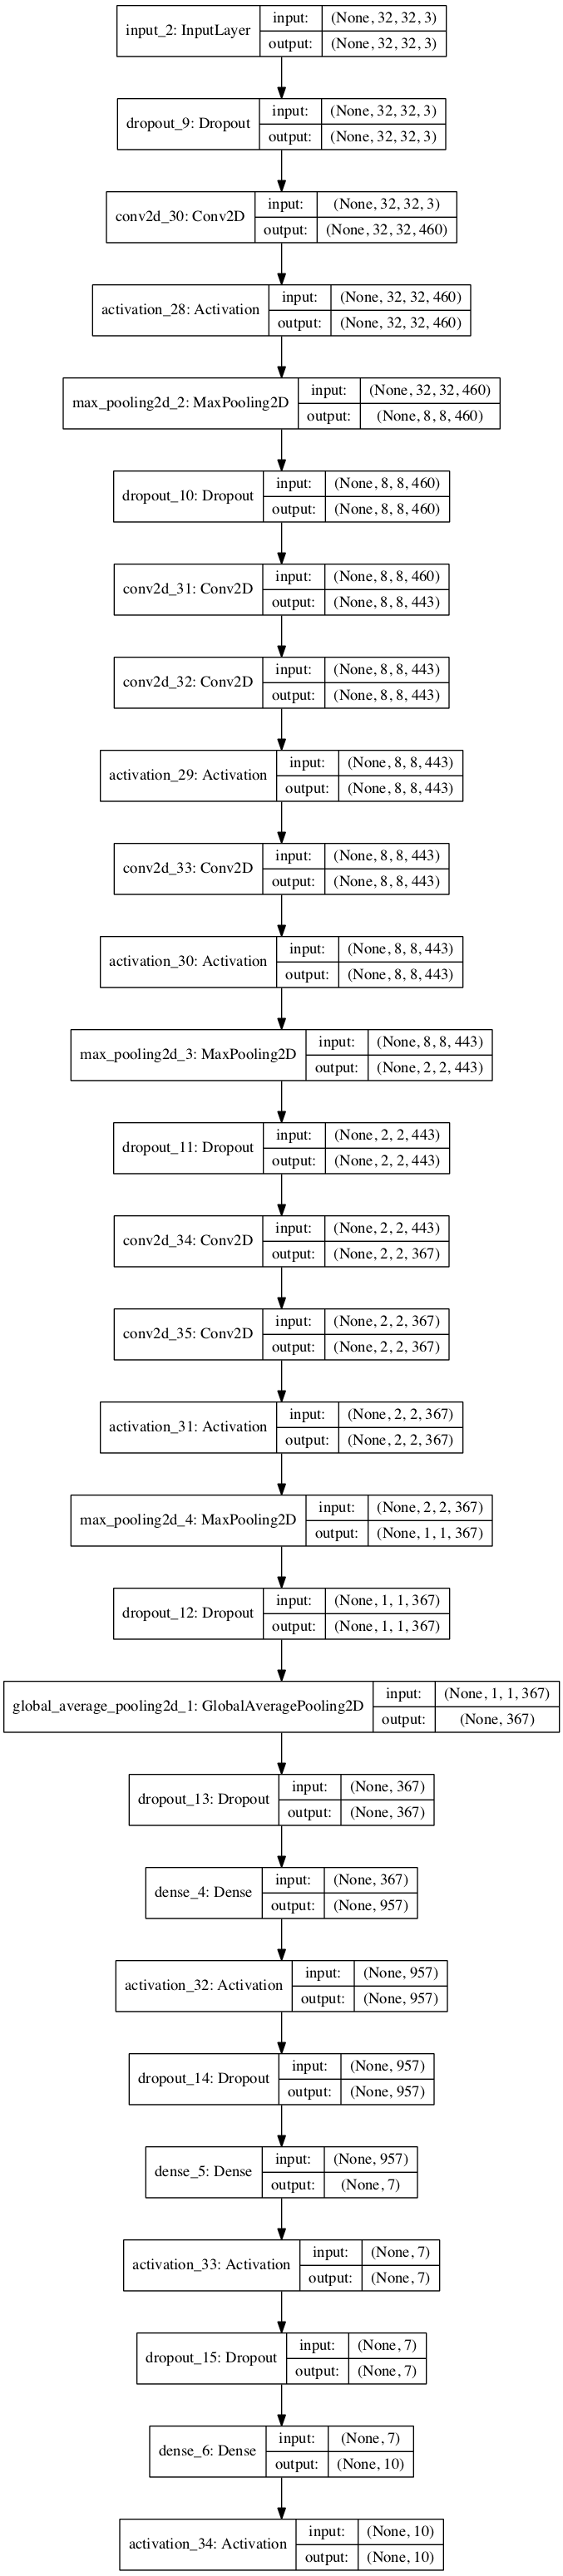 input_2: InputLayer
input: (None, 32, 32, 3)
output: (None, 32, 32, 3)
dropout_9: Dropout
input: (None, 32, 32, 3)
output: (None, 32, 32, 3)
conv2d_30: Conv2D
input: (None, 32, 32, 3)
output: (None, 32, 32, 460)
activation_28: Activation
input: (None, 32, 32, 460)
output: (None, 32, 32, 460)
max_pooling2d_2: MaxPooling2D
input: (None, 32, 32, 460)
output: (None, 8, 8, 460)
dropout_10: Dropout
input: (None, 8, 8, 460)
output: (None, 8, 8, 460)
conv2d_31: Conv2D
input: (None, 8, 8, 460)
output: (None, 8, 8, 443)
conv2d_32: Conv2D
input: (None, 8, 8, 443)
output: (None, 8, 8, 443)
activation_29: Activation
input: (None, 8, 8, 443)
output: (None, 8, 8, 443)
conv2d_33: Conv2D
input: (None, 8, 8, 443)
output: (None, 8, 8, 443)
activation_30: Activation
input: (None, 8, 8, 443)
output: (None, 8, 8, 443)
max_pooling2d_3: MaxPooling2D
input: (None, 8, 8, 443)
output: (None, 2, 2, 443)
dropout_11: Dropout
input: (None, 2, 2, 443)
output: (None, 2, 2, 443)
conv2d_34: Conv2D
input: (None, 2, 2, 443)
output: (None, 2, 2, 367)
conv2d_35: Conv2D
input: (None, 2, 2, 367)
output: (None, 2, 2, 367)
activation_31: Activation
input: (None, 2, 2, 367)
output: (None, 2, 2, 367)
max_pooling2d_4: MaxPooling2D
input: (None, 2, 2, 367)
output: (None, 1, 1, 367)
dropout_12: Dropout
input: (None, 1, 1, 367)
output: (None, 1, 1, 367)
global_average_pooling2d_1: GlobalAveragePooling2D
input: (None, 1, 1, 367)
output: (None, 367)
dropout_13: Dropout
input: (None, 367)
output: (None, 367)
dense_4: Dense
input: (None, 367)
output: (None, 957)
activation_32: Activation
input: (None, 957)
output: (None, 957)
dropout_14: Dropout
input: (None, 957)
output: (None, 957)
dense_5: Dense
input: (None, 957)
output: (None, 7)
activation_33: Activation
input: (None, 7)
output: (None, 7)
dropout_15: Dropout
input: (None, 7)
output: (None, 7)
dense_6: Dense
input: (None, 7)
output: (None, 10)
activation_34: Activation
input: (None, 10)
output: (None, 10)